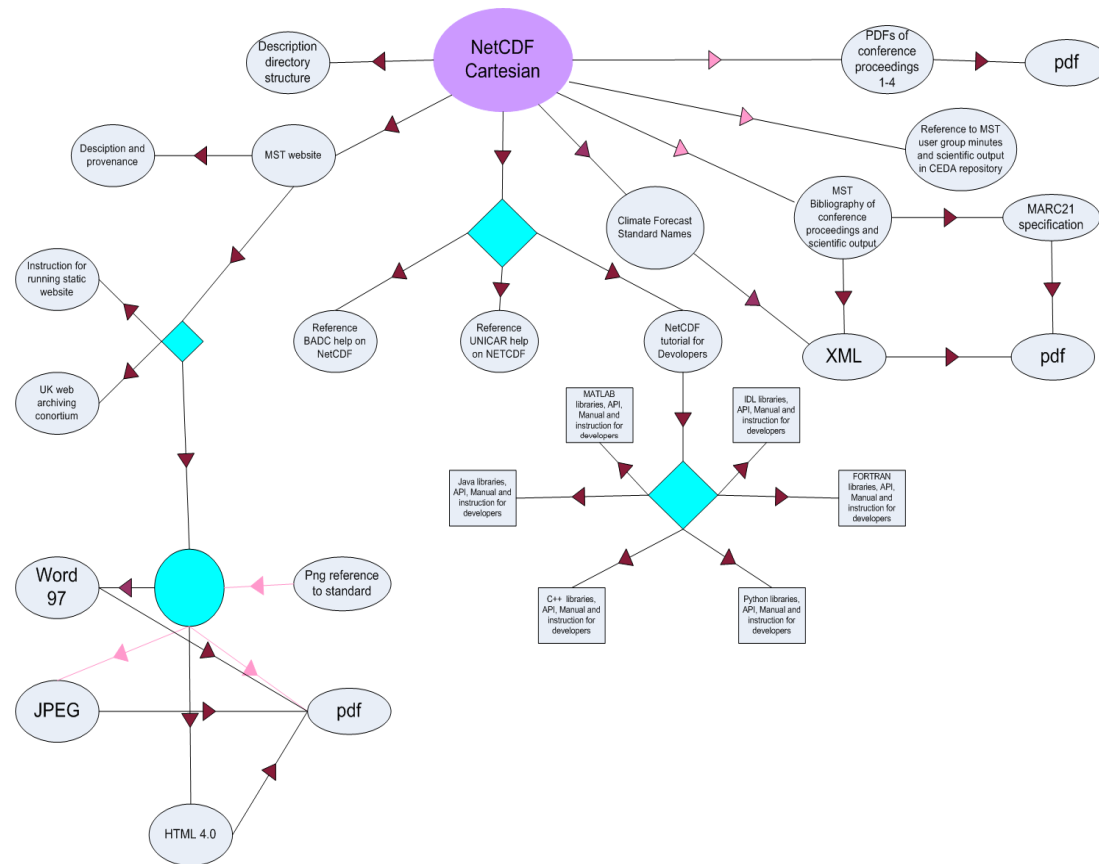 NetCDF
Cartesian
Description
directory
structure
PDFs of
conference
proceedings
1-4
pdf
Desciption and
provenance
MST website
Reference to MST
user group minutes
and scientific output
in CEDA repository
MST
Bibliography of
conference
proceedings and
scientific output
MARC21
specification
Climate Forecast
Standard Names
Instruction for
running static
website
Reference
BADC help on
NetCDF
Reference
UNICAR help
on NETCDF
NetCDF
tutorial for
Devolopers
XML
pdf
UK web
archiving
conortium
MATLAB
libraries, API,
Manual and
instruction for
developers
IDL libraries,
API, Manual and
instruction for
developers
Java libraries,
API, Manual and
instruction for
developers
FORTRAN
libraries, API,
Manual and
instruction for
developers
C++ libraries,
API, Manual and
instruction for
developers
Python libraries,
API, Manual and
instruction for
developers
Word
97
Png reference
to standard
JPEG
pdf
HTML 4.0